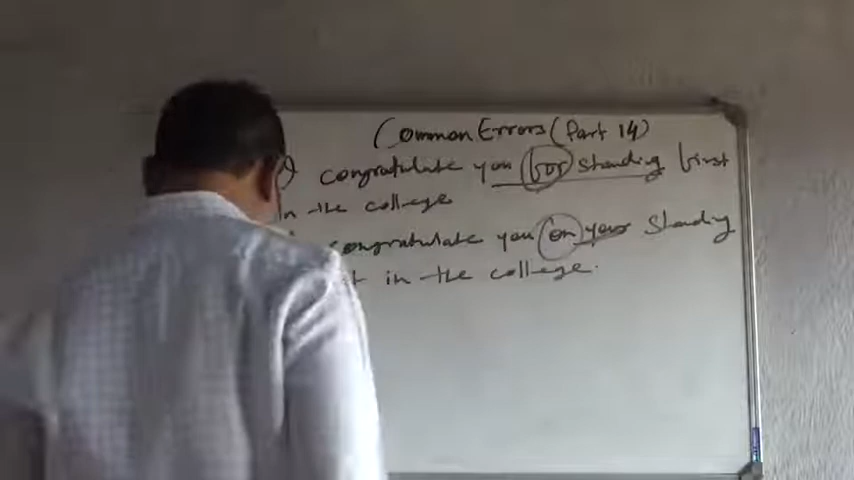 Common Errors (Part 14)
congratulate you for standing first
in the college
congratulate you on your standing
in the college.